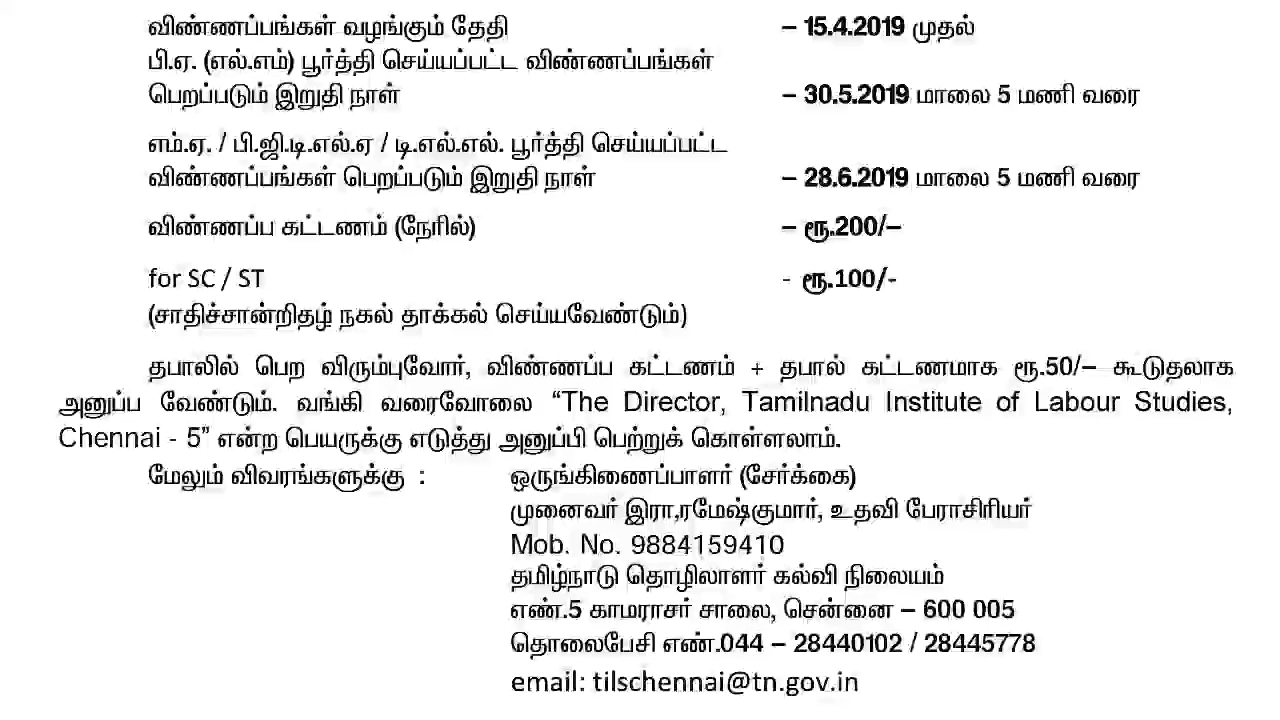 விண்ணப்பங்கள் வழங்கும் தேதி – 15.4.2019 முதல்
பி.ஏ. (எல்.எம்) பூர்த்தி செய்யப்பட்ட விண்ணப்பங்கள்
பெறப்படும் இறுதி நாள் – 30.5.2019 மாலை 5 மணி வரை
எம்.ஏ. / பி.ஜி.டி.எல்.ஏ / டி.எல்.எல். பூர்த்தி செய்யப்பட்ட
விண்ணப்பங்கள் பெறப்படும் இறுதி நாள் – 28.6.2019 மாலை 5 மணி வரை
விண்ணப்ப கட்டணம் (நேரில்) – ரூ.200/–
for SC / ST - ரூ.100/-
(சாதிச்சான்றிதழ் நகல் தாக்கல் செய்யவேண்டும்)
தபாலில் பெற விரும்புவோர், விண்ணப்ப கட்டணம் + தபால் கட்டணமாக ரூ.50/– கூடுதலாக
அனுப்ப வேண்டும். வங்கி வரைவோலை “The Director, Tamilnadu Institute of Labour Studies,
Chennai - 5” என்ற பெயருக்கு எடுத்து அனுப்பி பெற்றுக் கொள்ளலாம்.
மேலும் விவரங்களுக்கு : ஒருங்கிணைப்பாளர் (சேர்க்கை)
முனைவர் இரா,ரமேஷ்குமார், உதவி பேராசிரியர்
Mob. No. 9884159410
தமிழ்நாடு தொழிலாளர் கல்வி நிலையம்
எண்.5 காமராசர் சாலை, சென்னை – 600 005
தொலைபேசி எண்.044 – 28440102 / 28445778
email: tilschennai@tn.gov.in